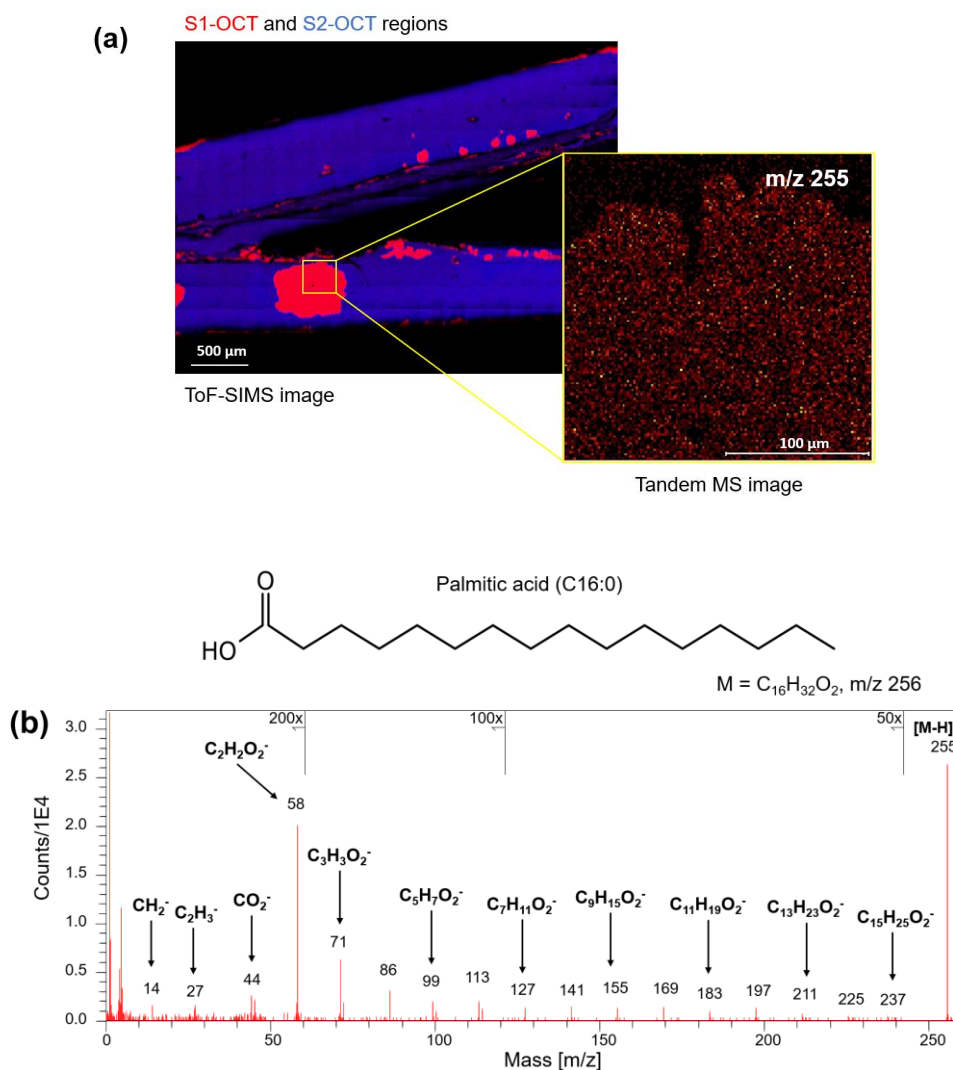 S1-OCT and S2-OCT regions
(a)
m/z 255
500 µm
100 µm
ToF-SIMS image
Tandem MS image
O
Palmitic acid (C16:0)
HO
M = C₁₆H₃₂O₂, m/z 256
(b)
3.0
2.5
2.0
1.5
1.0
0.5
0.0
Counts/1E4
200x
100x
50x
[M-H]
255
C₂H₂O₂⁻
58
C₃H₃O₂⁻
71
CH₂⁻
14
C₂H₃⁻
27
CO₂⁻
44
86
C₅H₇O₂⁻
99
113
C₇H₁₁O₂⁻
127
141
C₉H₁₅O₂⁻
155
169
C₁₁H₁₉O₂⁻
183
197
C₁₃H₂₃O₂⁻
211
225
C₁₅H₂₅O₂⁻
237
0 50 100 150 200 250
Mass [m/z]